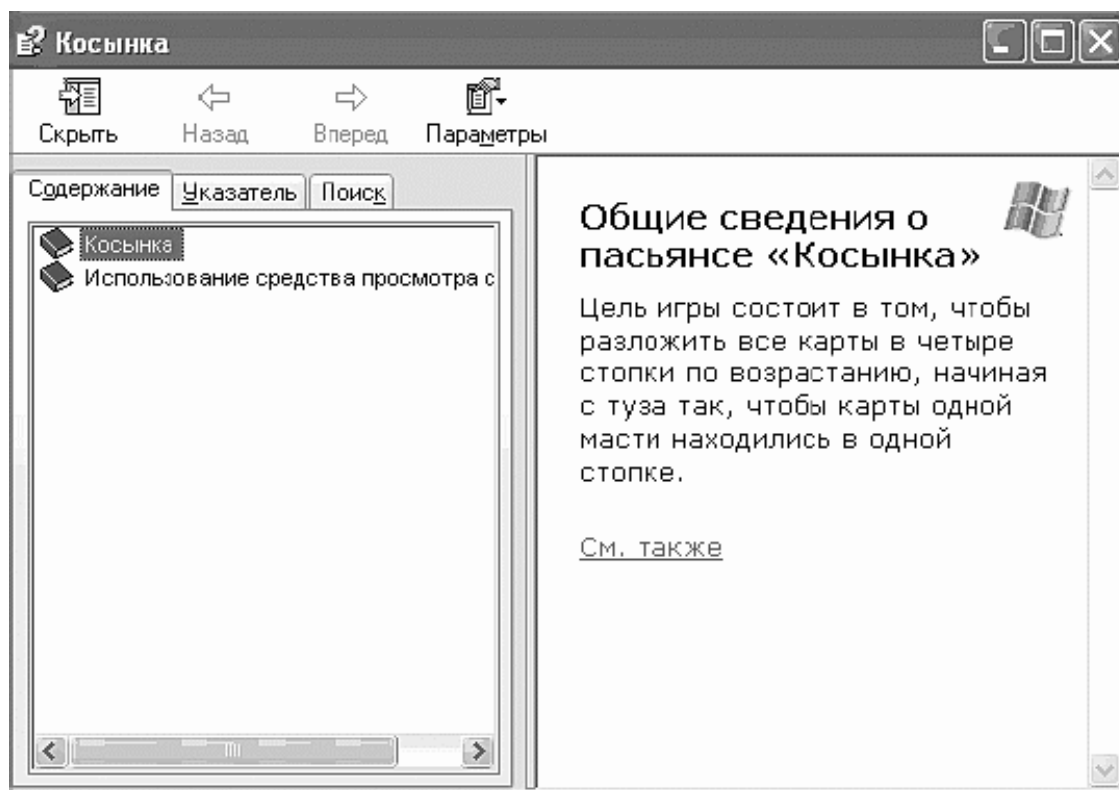 Косынка
Скрыть Назад Вперед Параметры
Содержание Указатель Поиск
Косынка
Использование средства просмотра с
Общие сведения о
пасьянсе «Косынка»
Цель игры состоит в том, чтобы
разложить все карты в четыре
стопки по возрастанию, начиная
с туза так, чтобы карты одной
масти находились в одной
стопке.
См. также